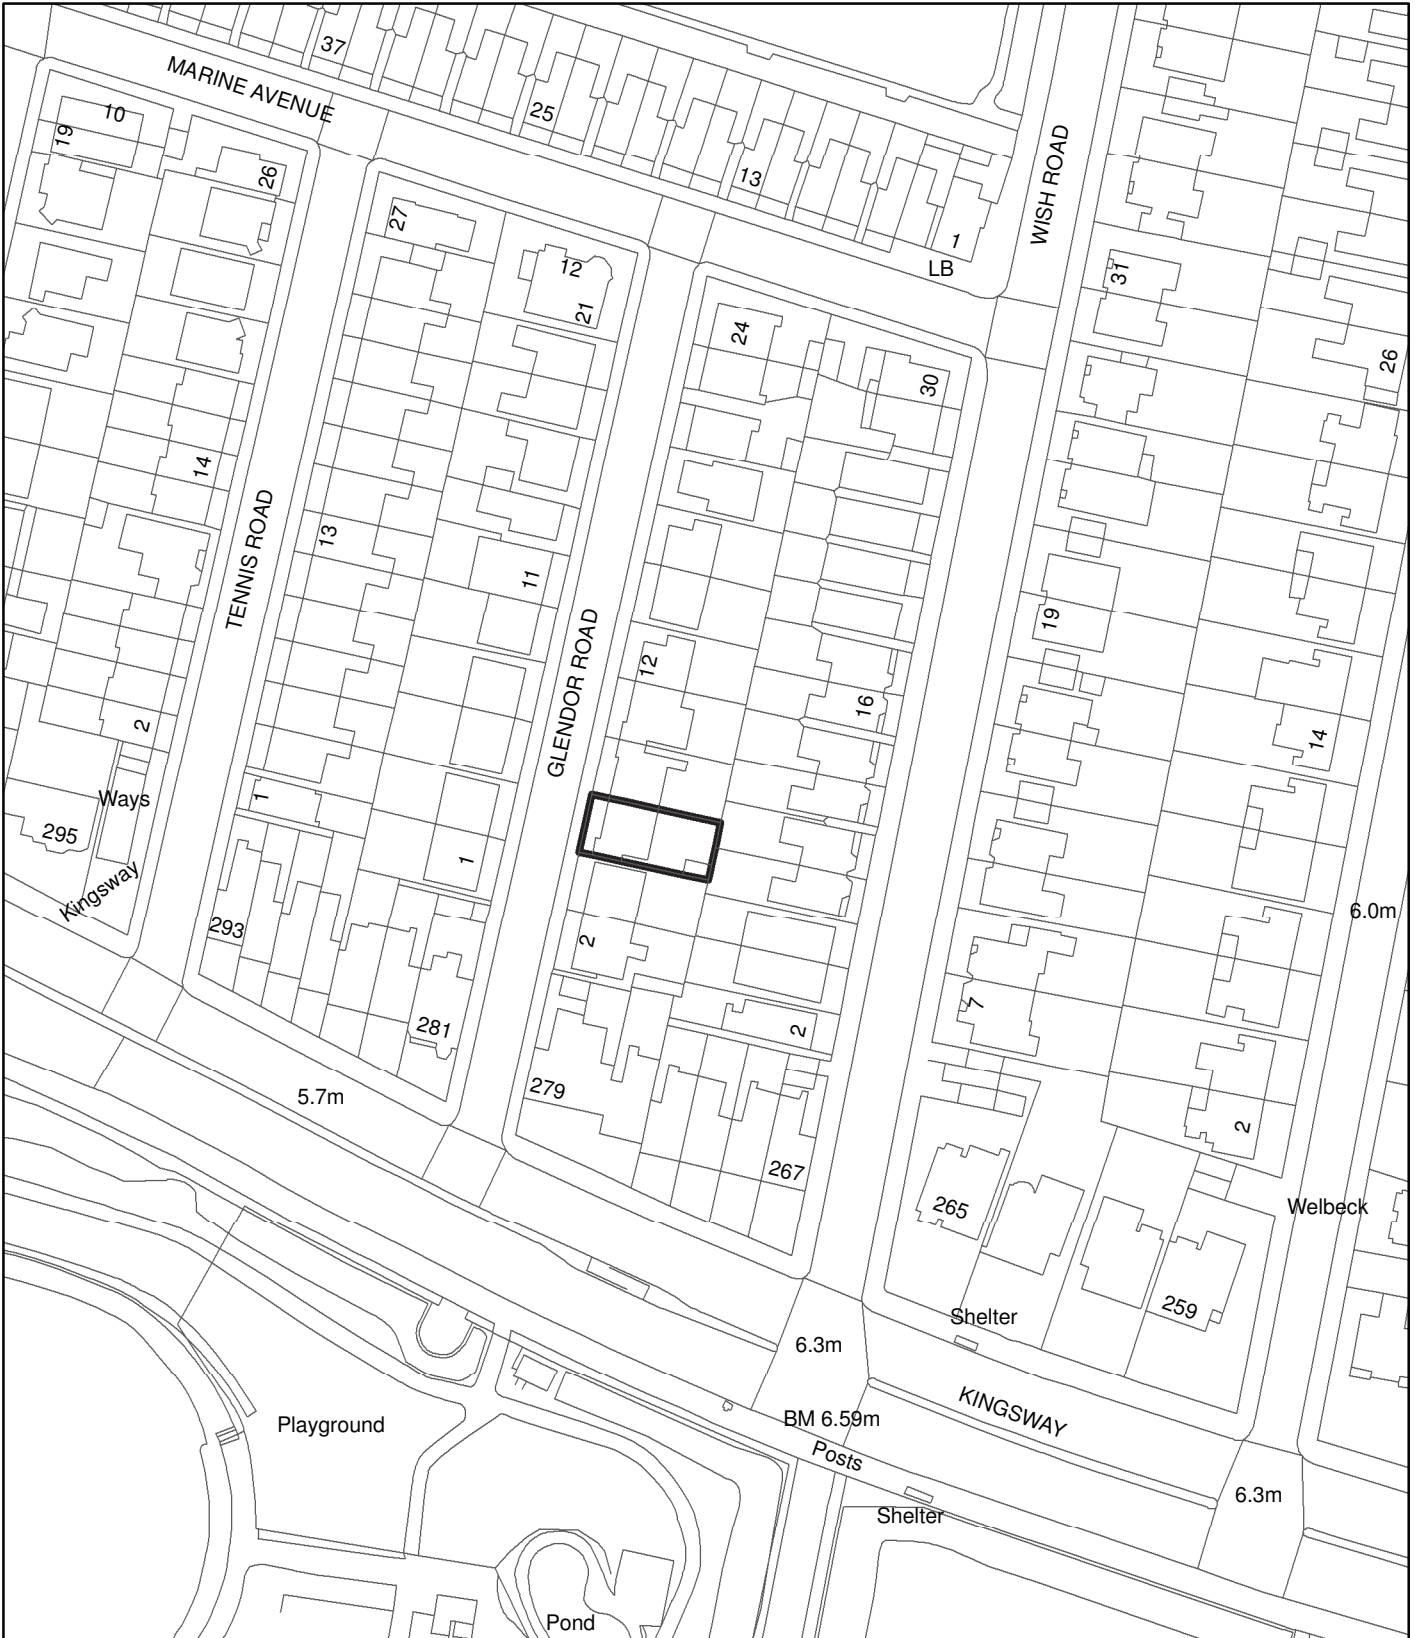 37
MARINE AVENUE
10
19
25
26
13
WISH ROAD
27
1
LB
12
21
31
24
30
26
14
TENNIS ROAD
13
11
GLENDOR ROAD
19
12
16
2
14
Ways
1
295
1
Kingsway
293
2
6.0m
281
7
2
5.7m
279
2
267
265
Welbeck
259
Shelter
6.3m
KINGSWAY
BM 6.59m
Playground
Posts
6.3m
Shelter
Pond